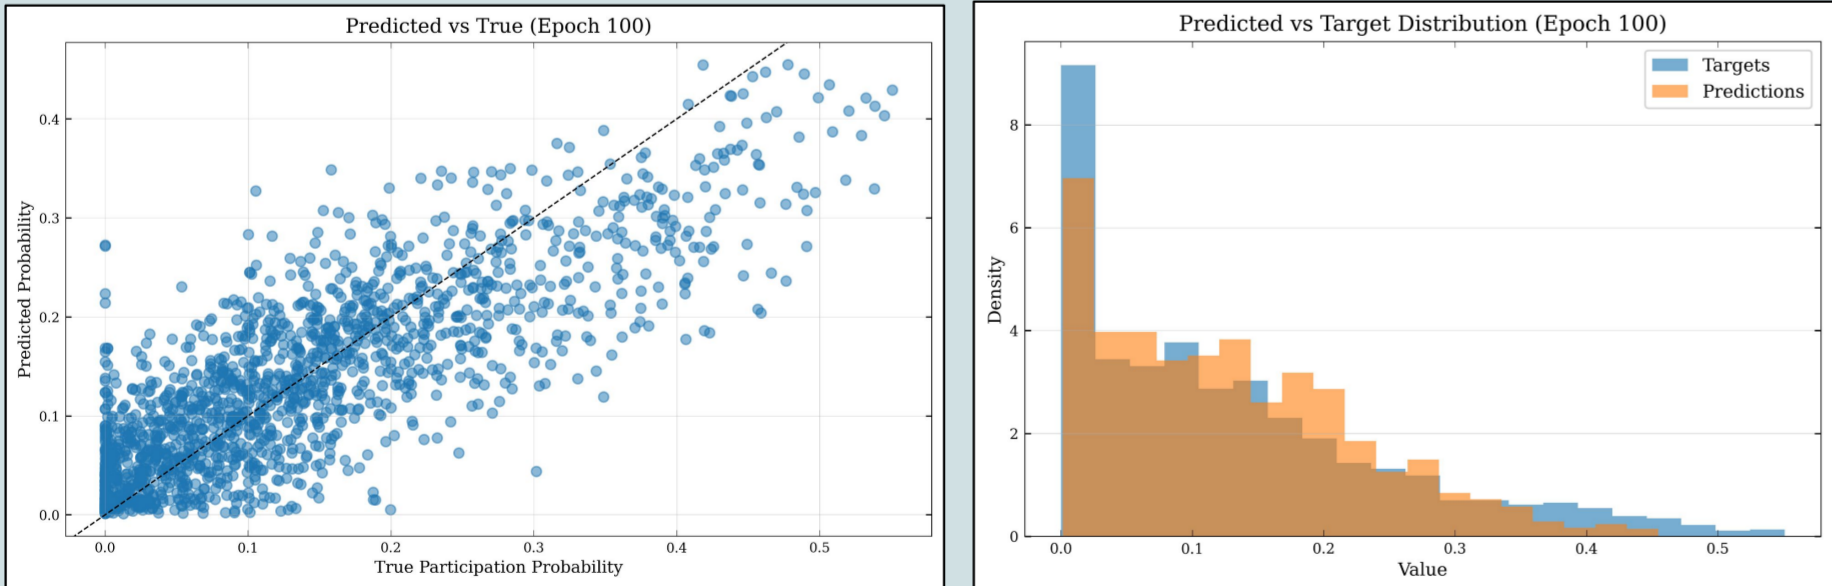 Predicted vs True (Epoch 100)
Predicted Probability
0.4
0.3
0.2
0.1
0.0
0.0 0.1 0.2 0.3 0.4 0.5
True Participation Probability
Predicted vs Target Distribution (Epoch 100)
Targets
Predictions
Density
8
6
4
2
0
0.0 0.1 0.2 0.3 0.4 0.5
Value